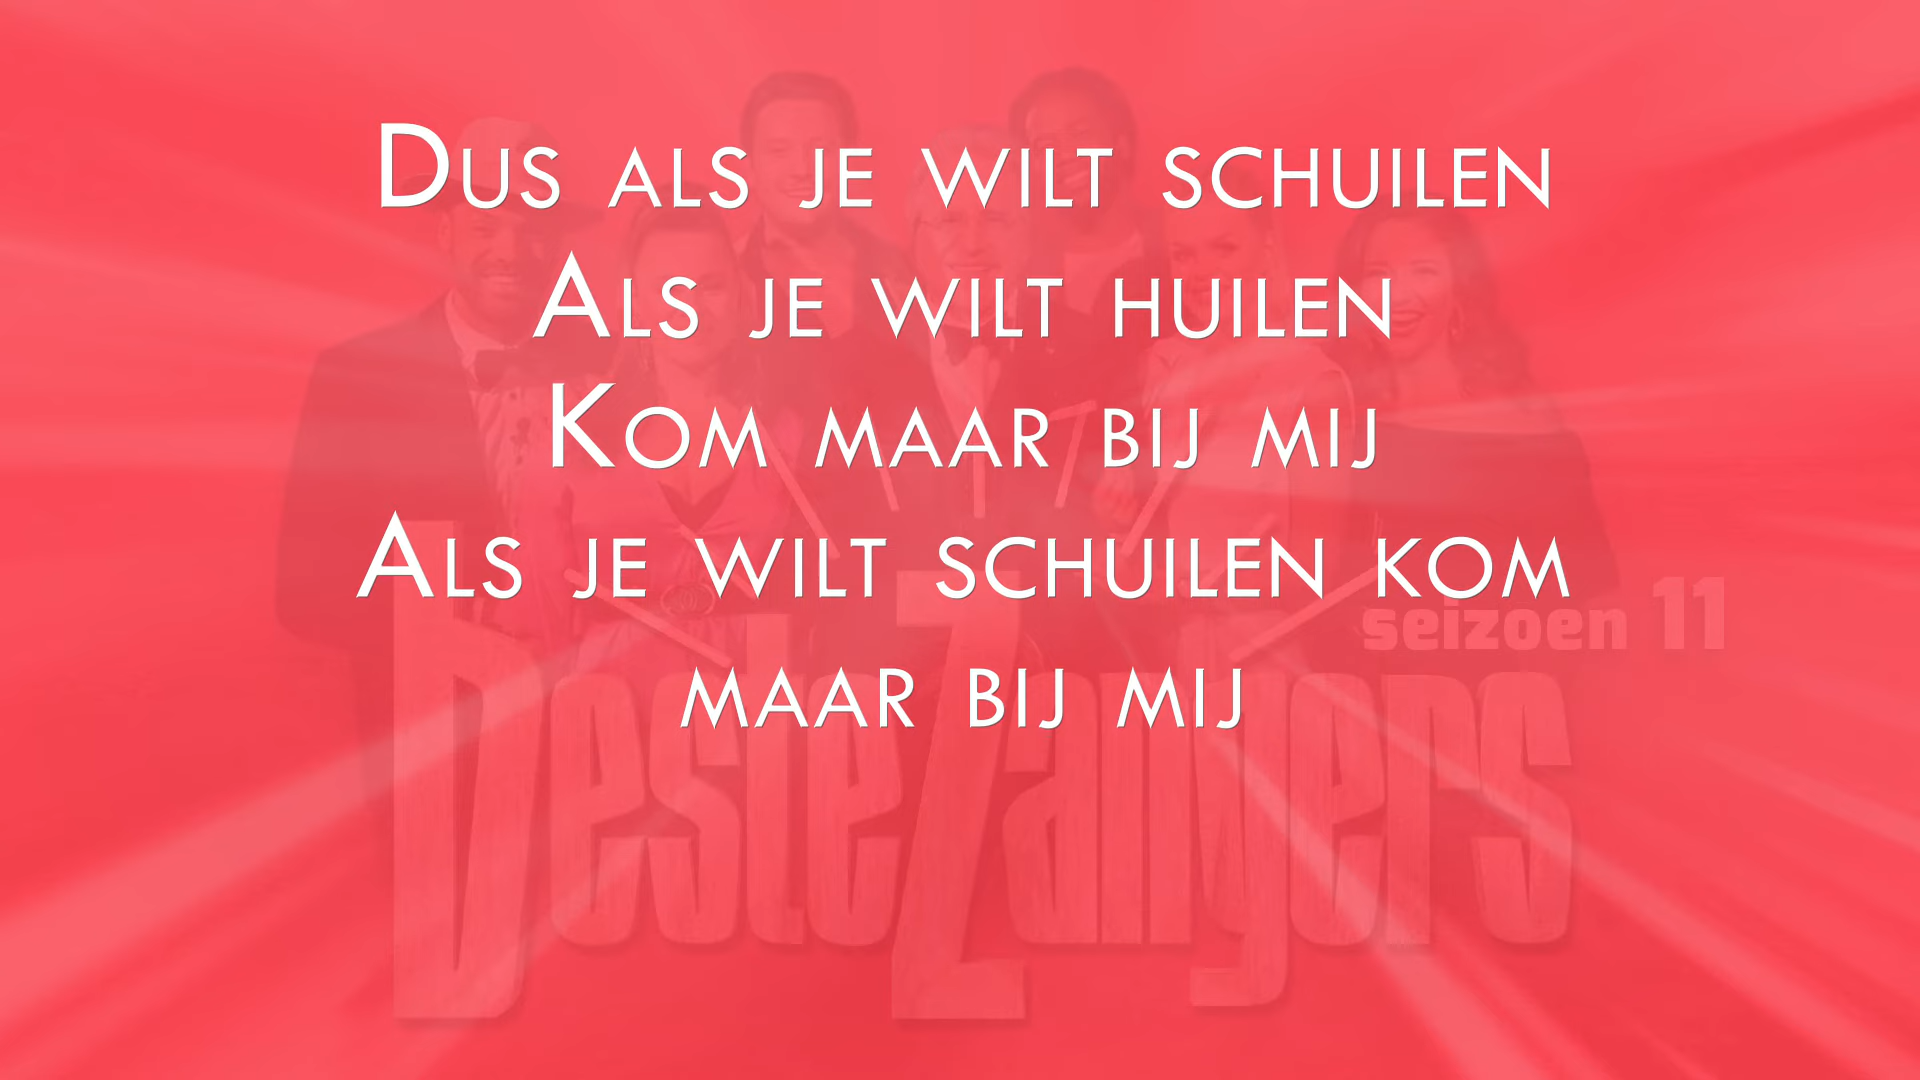 Dus als je wilt schuilen
Als je wilt huilen
Kom maar bij mij
Als je wilt schuilen kom
maar bij mij
seizoen 11
beste Zangers